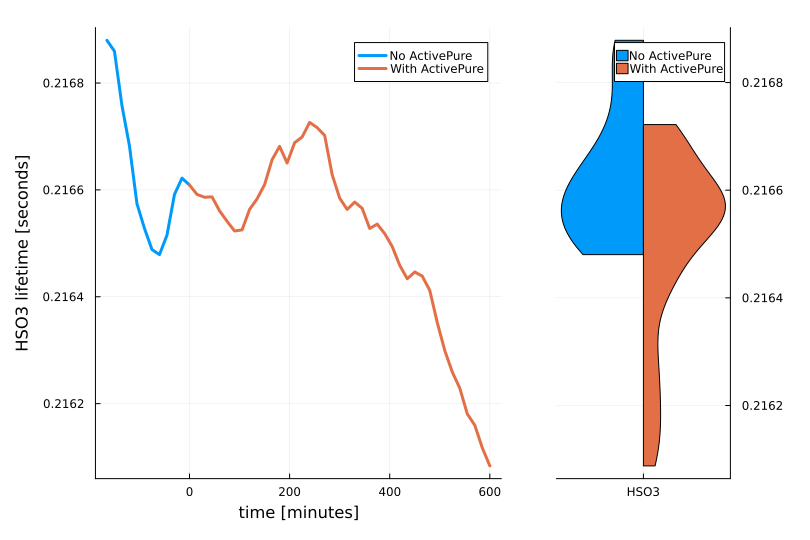 No ActivePure
With ActivePure
0.2168
0.2166
0.2164
0.2162
HSO3 lifetime [seconds]
0
200
400
600
time [minutes]
No ActivePure
With ActivePure
0.2168
0.2166
0.2164
0.2162
HSO3